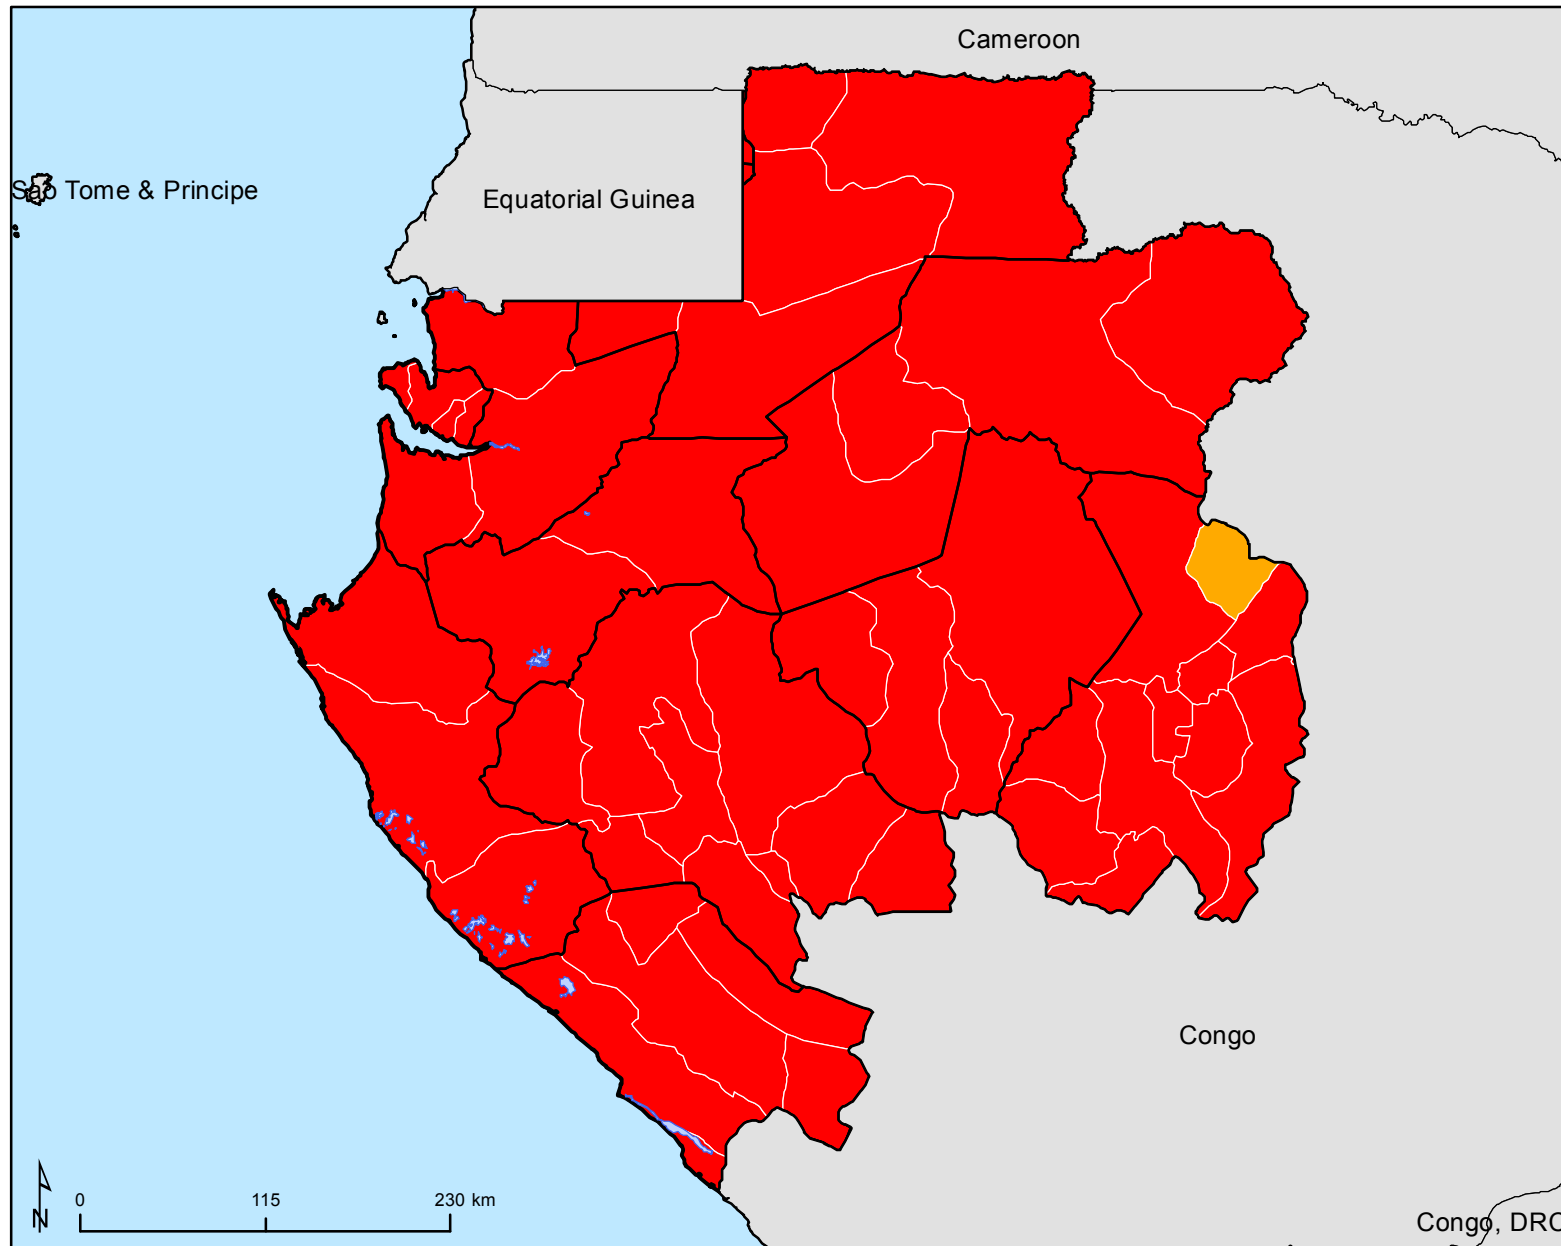 Cameroon
Sao Tome & Principe
Equatorial Guinea
Congo
0 115 230 km
N
Congo, DRC